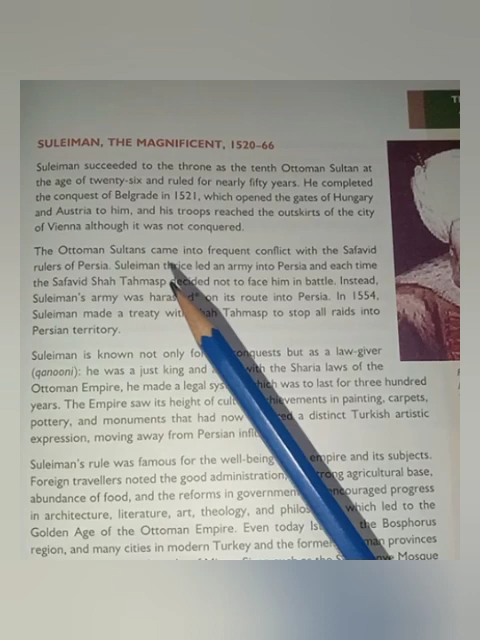 SULEIMAN, THE MAGNIFICENT, 1520–66
Suleiman succeeded to the throne as the tenth Ottoman Sultan at
the age of twenty-six and ruled for nearly fifty years. He completed
the conquest of Belgrade in 1521, which opened the gates of Hungary
and Austria to him, and his troops reached the outskirts of the city
of Vienna although it was not conquered.
The Ottoman Sultans came into frequent conflict with the Safavid
rulers of Persia. Suleiman thrice led an army into Persia and each time
the Safavid Shah Tahmasp decided not to face him in battle. Instead,
Suleiman's army was on its route into Persia. In 1554,
Suleiman made a treaty with Shah Tahmasp to stop all raids into
Persian territory.
Suleiman is known not only for conquests but as a law-giver
(qanooni): he was a just king and with the Sharia laws of the
Ottoman Empire, he made a legal which was to last for three hundred
years. The Empire saw its height of achievements in painting, carpets,
pottery, and monuments that had now a distinct Turkish artistic
expression, moving away from Persian
Suleiman's rule was famous for the well-being empire and its subjects.
Foreign travellers noted the good administration, strong agricultural base,
abundance of food, and the reforms in government encouraged progress
in architecture, literature, art, theology, and which led to the
Golden Age of the Ottoman Empire. Even today the Bosphorus
region, and many cities in modern Turkey and the former provinces
Mosque